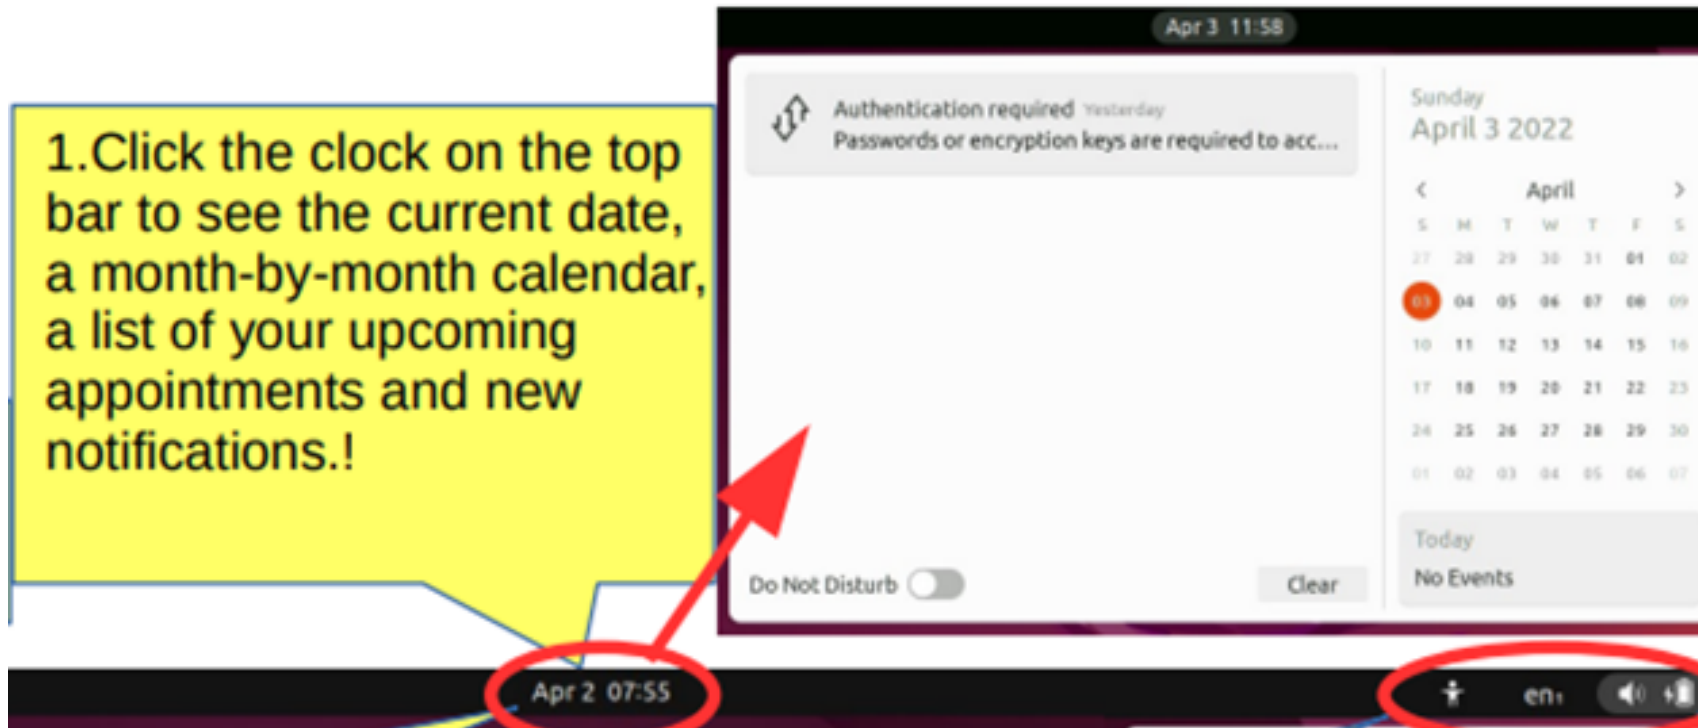 Apr 3 11:58
1.Click the clock on the top
bar to see the current date,
a month-by-month calendar,
a list of your upcoming
appointments and new
notifications.!
Authentication required Yesterday
Passwords or encryption keys are required to acc...
Do Not Disturb
Clear
Sunday
April 3 2022
< April >
S M T W T F S
27 28 29 30 31 01 02
03 04 05 06 07 08 09
10 11 12 13 14 15 16
17 18 19 20 21 22 23
24 25 26 27 28 29 30
01 02 03 04 05 06 07
Today
No Events
Apr 2 07:55
en₁